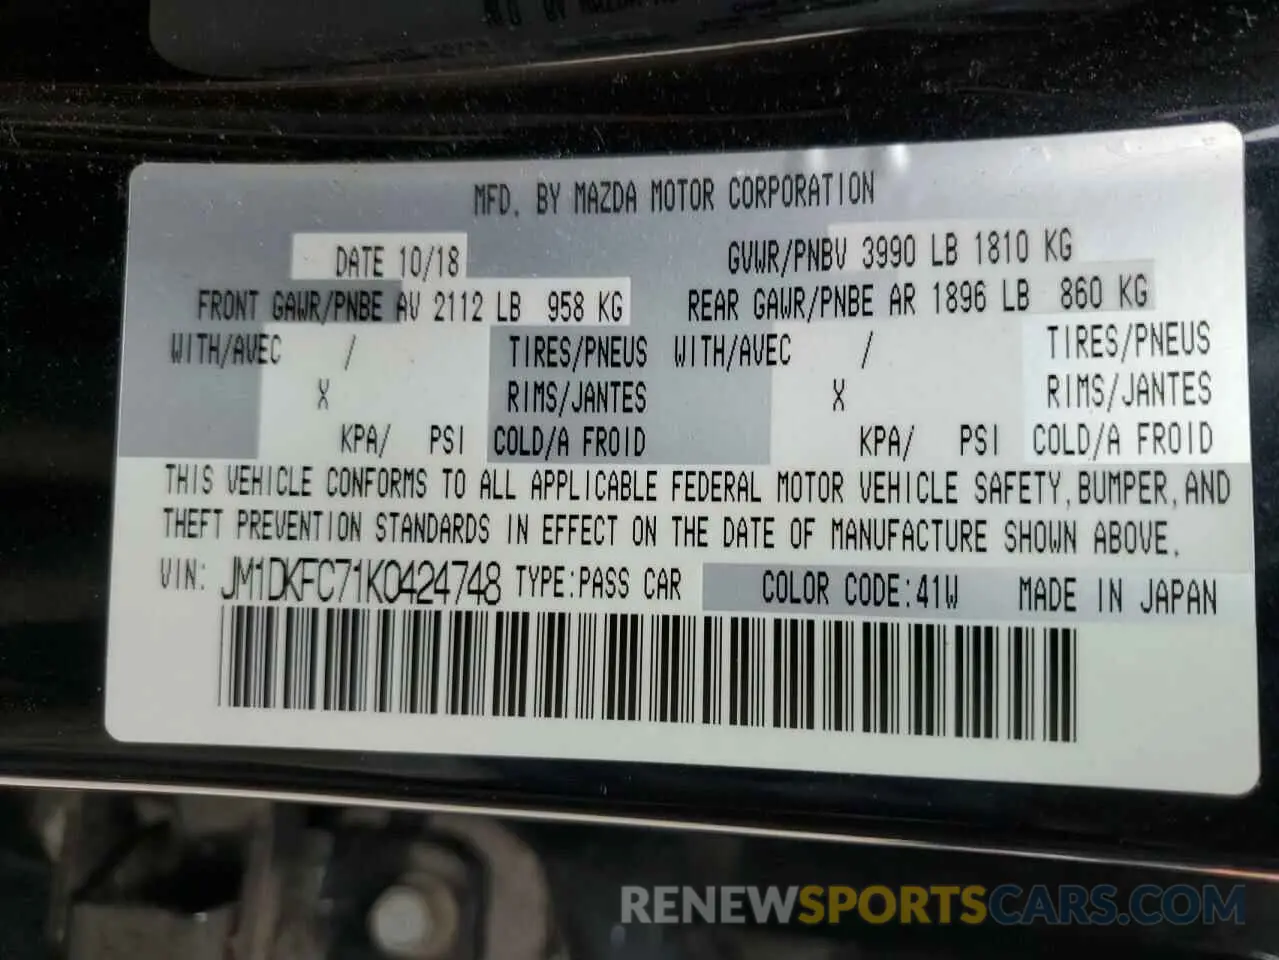 MFD. BY MAZDA MOTOR CORPORATION
DATE 10/18 GVWR/PNBV 3990 LB 1810 KG
FRONT GAWR/PNBE AV 2112 LB 958 KG REAR GAWR/PNBE AR 1896 LB 860 KG
WITH/AVEC / TIRES/PNEUS WITH/AVEC / TIRES/PNEUS
X RIMS/JANTES X RIMS/JANTES
KPA/ PSI COLD/A FROID KPA/ PSI COLD/A FROID
THIS VEHICLE CONFORMS TO ALL APPLICABLE FEDERAL MOTOR VEHICLE SAFETY, BUMPER, AND
THEFT PREVENTION STANDARDS IN EFFECT ON THE DATE OF MANUFACTURE SHOWN ABOVE.
VIN: JM1DKFC71K0424748 TYPE:PASS CAR COLOR CODE:41W MADE IN JAPAN
RENEWSPORTSCARS.COM